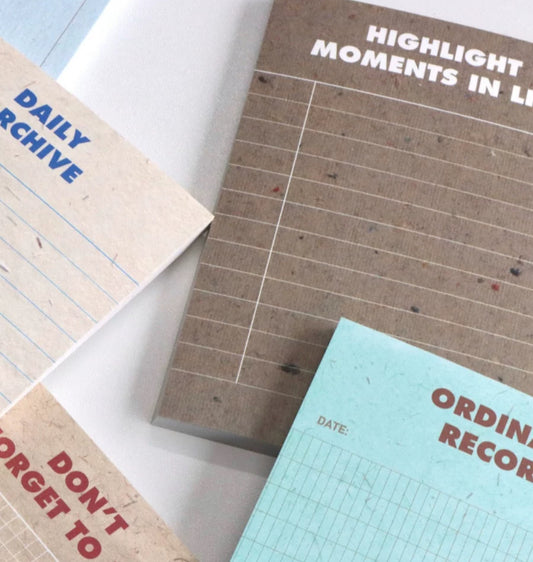 HIGHLIGHT
MOMENTS IN LI
DAILY
RCHIVE
ORDINA
RECOR
DATE:
DON'T
ORGET TO